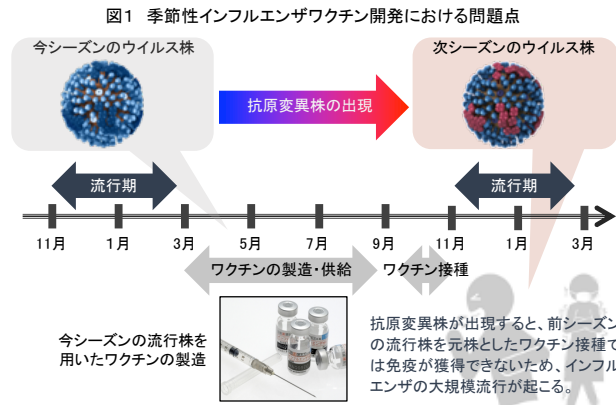 図1 季節性インフルエンザワクチン開発における問題点
今シーズンのウイルス株
次シーズンのウイルス株
抗原変異株の出現
流行期
流行期
11月 1月 3月 5月 7月 9月 11月 1月 3月
ワクチンの製造・供給
ワクチン接種
今シーズンの流行株を
用いたワクチンの製造
抗原変異株が出現すると、前シーズン
の流行株を元株としたワクチン接種で
は免疫が獲得できないため、インフル
エンザの大規模流行が起こる。